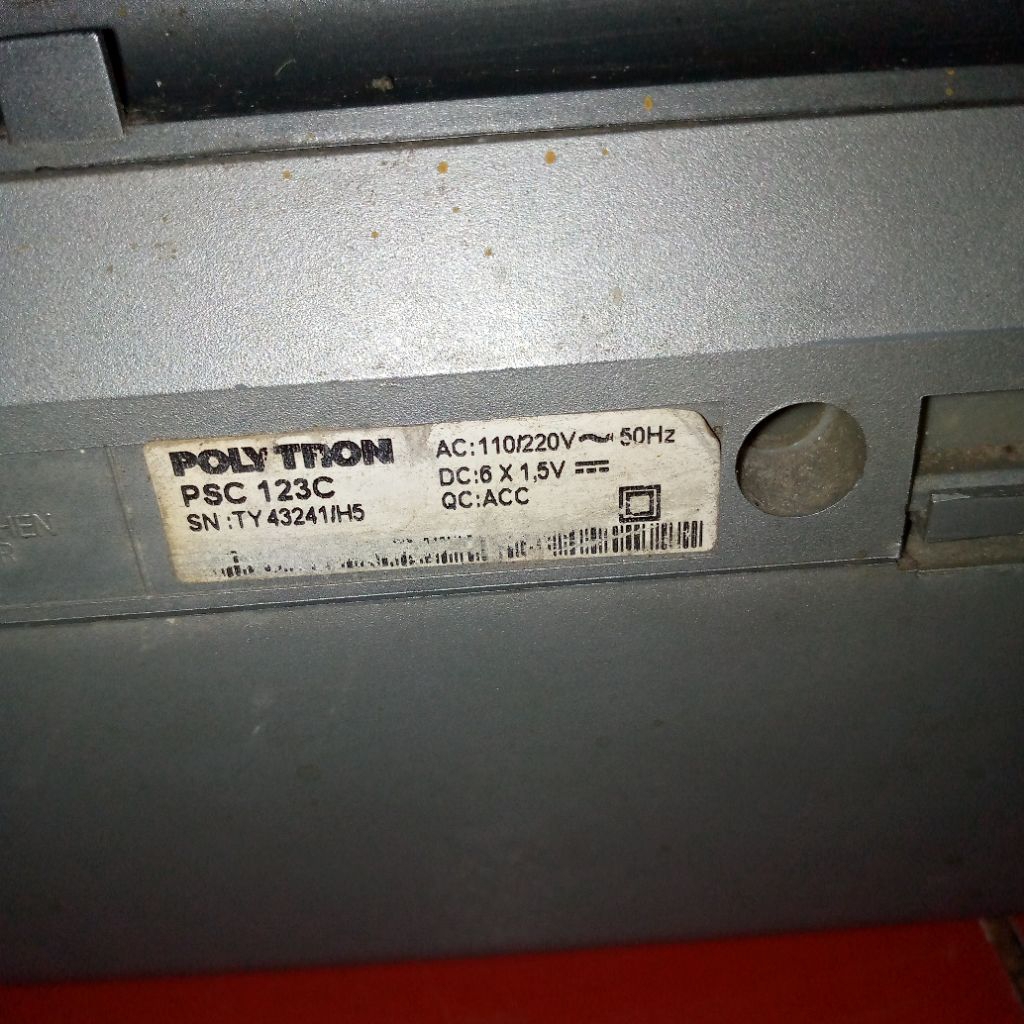 POLYTRON
PSC 123C
SN :TY 43241/H5
AC:110/220V~ 50Hz
DC:6 X 1,5V
QC:ACC